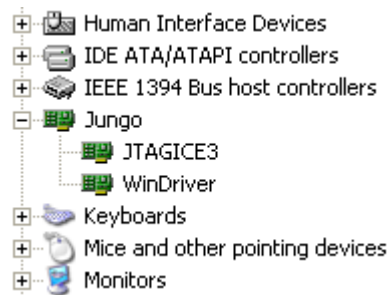 Human Interface Devices
IDE ATA/ATAPI controllers
IEEE 1394 Bus host controllers
Jungo
JTAGICE3
WinDriver
Keyboards
Mice and other pointing devices
Monitors